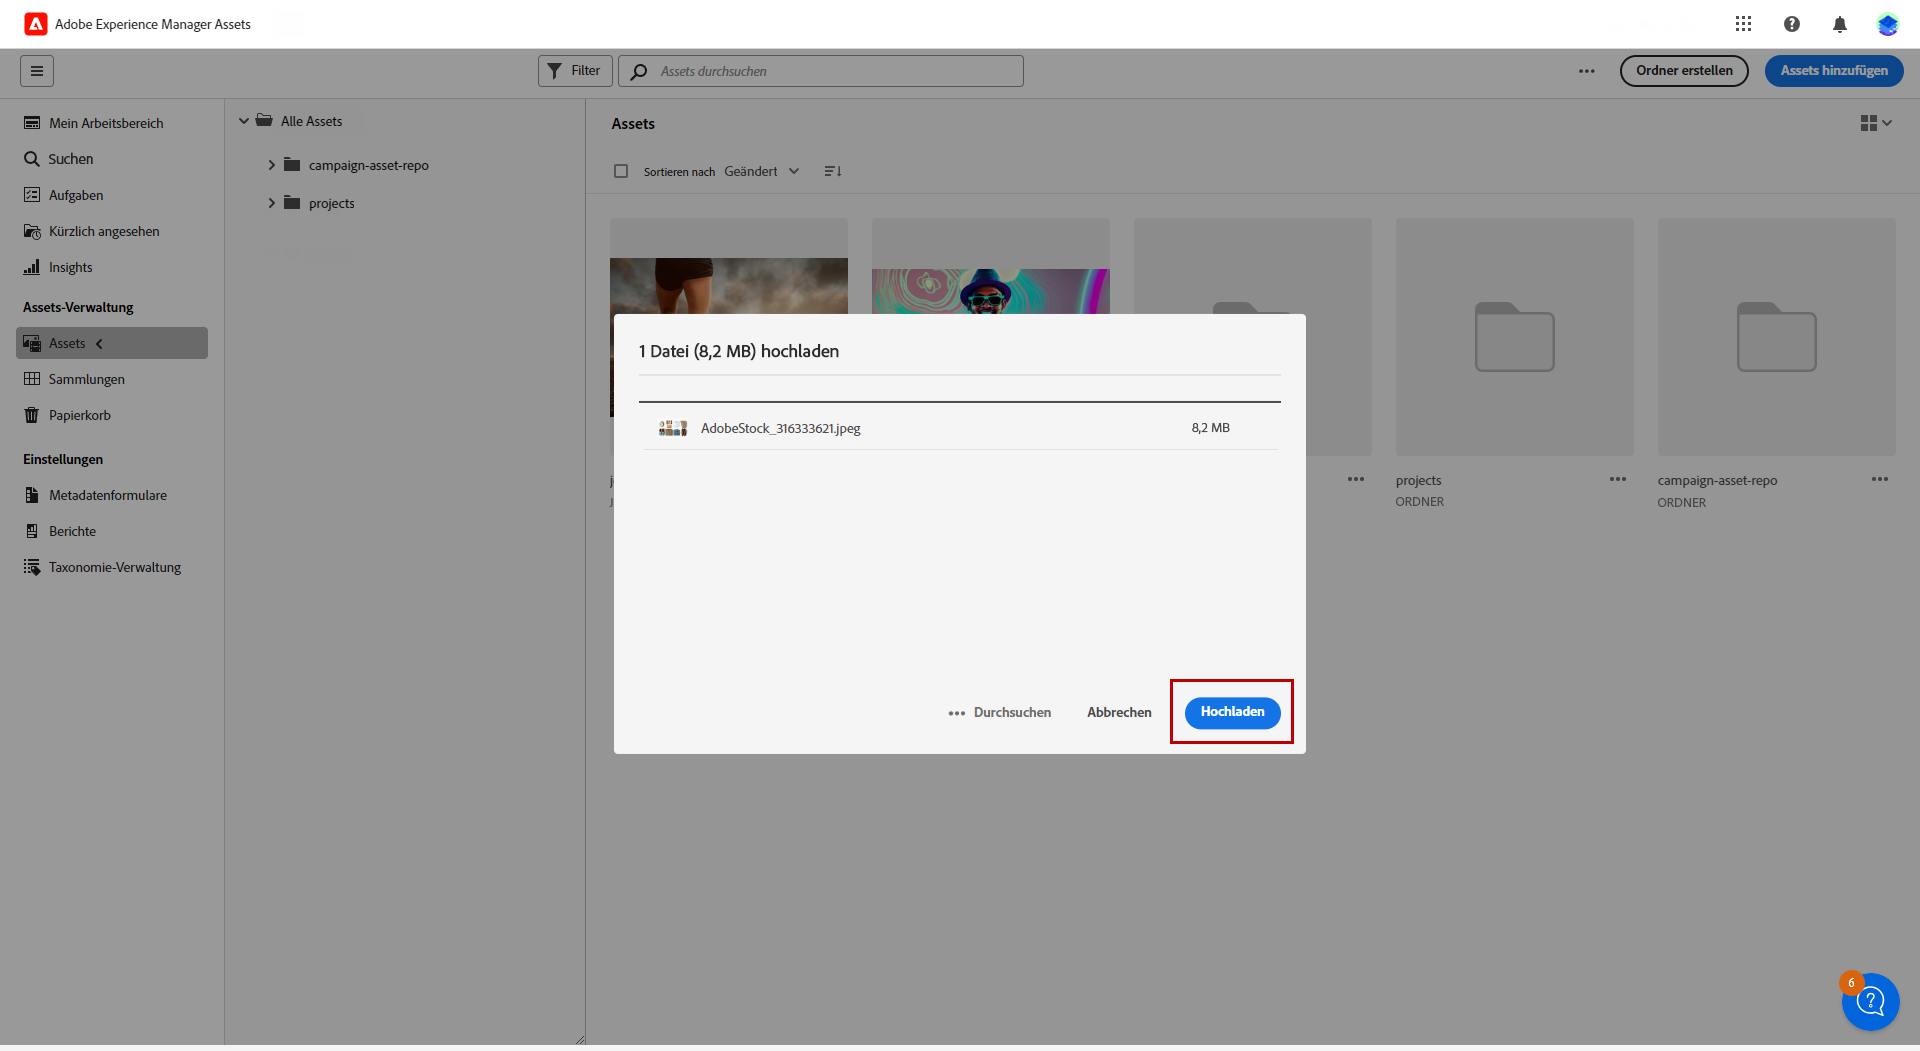 Adobe Experience Manager Assets
Filter
Assets durchsuchen
Ordner erstellen
Assets hinzufügen
Mein Arbeitsbereich
Suchen
Aufgaben
Kürzlich angesehen
Insights
Assets-Verwaltung
Assets
Sammlungen
Papierkorb
Einstellungen
Metadatenformulare
Berichte
Taxonomie-Verwaltung
Alle Assets
campaign-asset-repo
projects
Assets
Sortieren nach Geändert
1 Datei (8,2 MB) hochladen
AdobeStock_316333621.jpeg 8,2 MB
Durchsuchen
Abbrechen
Hochladen
projects
ORDNER
campaign-asset-repo
ORDNER
6